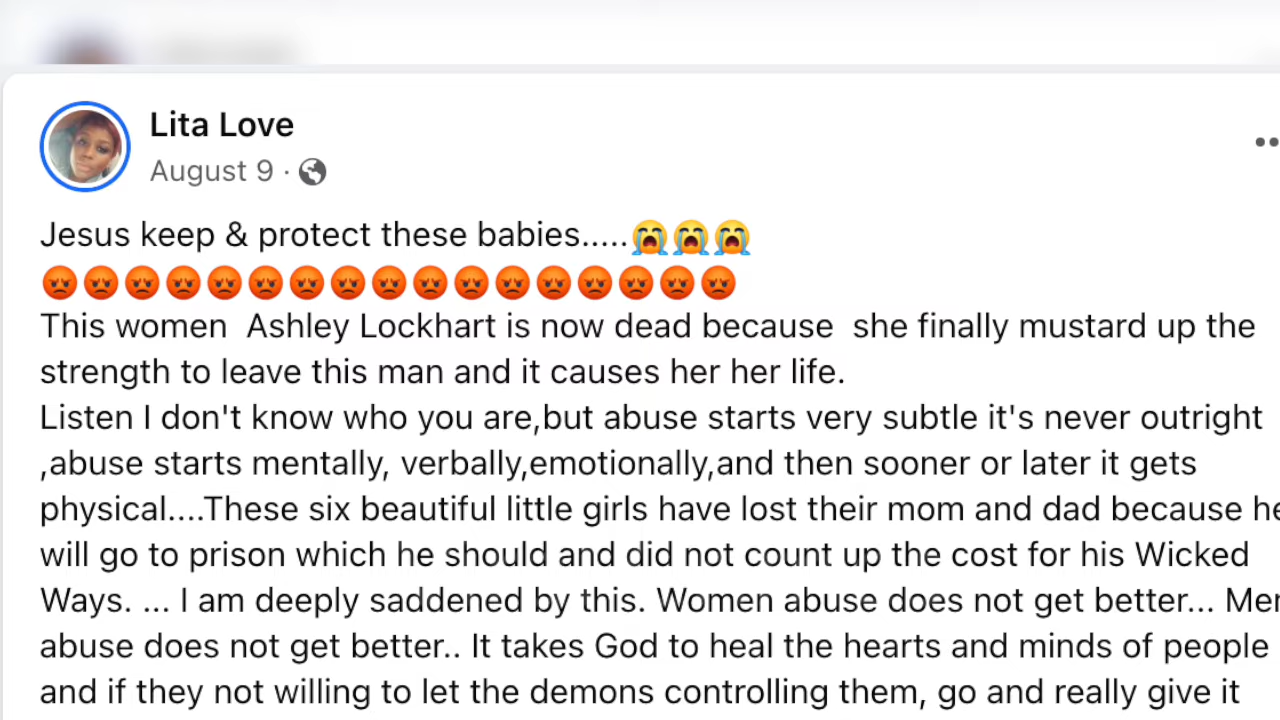 Lita Love
August 9 ·
Jesus keep & protect these babies.....😭😭😭
😡😡😡😡😡😡😡😡😡😡😡😡😡😡😡😡😡
This women  Ashley Lockhart is now dead because  she finally mustard up the
strength to leave this man and it causes her her life.
Listen I don't know who you are,but abuse starts very subtle it's never outright
,abuse starts mentally, verbally,emotionally,and then sooner or later it gets
physical....These six beautiful little girls have lost their mom and dad because he
will go to prison which he should and did not count up the cost for his Wicked
Ways. ... I am deeply saddened by this. Women abuse does not get better... Men
abuse does not get better.. It takes God to heal the hearts and minds of people
and if they not willing to let the demons controlling them, go and really give it